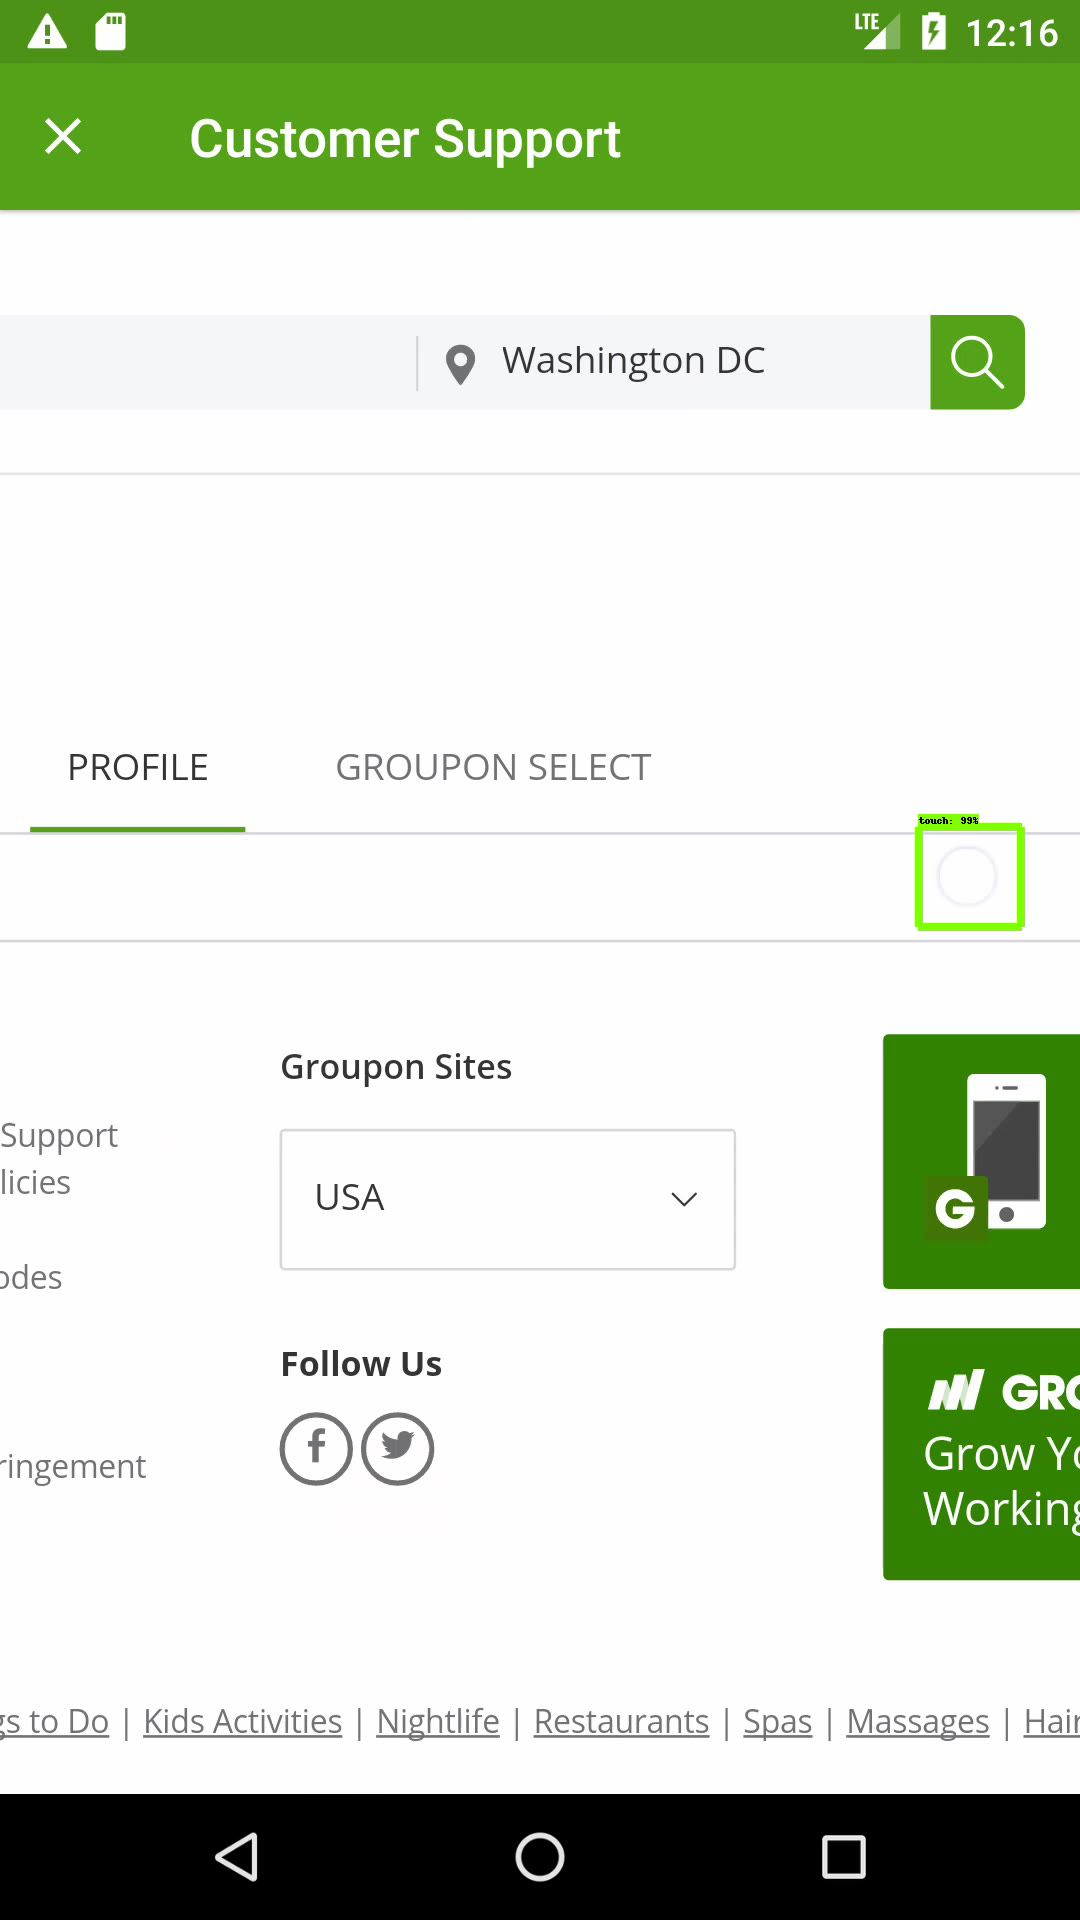 LTE 12:16
Customer Support
Washington DC
PROFILE GROUPON SELECT
touch: 99%
Groupon Sites
Support
licies
USA
G
odes
Follow Us
GRO
f
Grow Yo
ringement
Working
gs to Do | Kids Activities | Nightlife | Restaurants | Spas | Massages | Hair